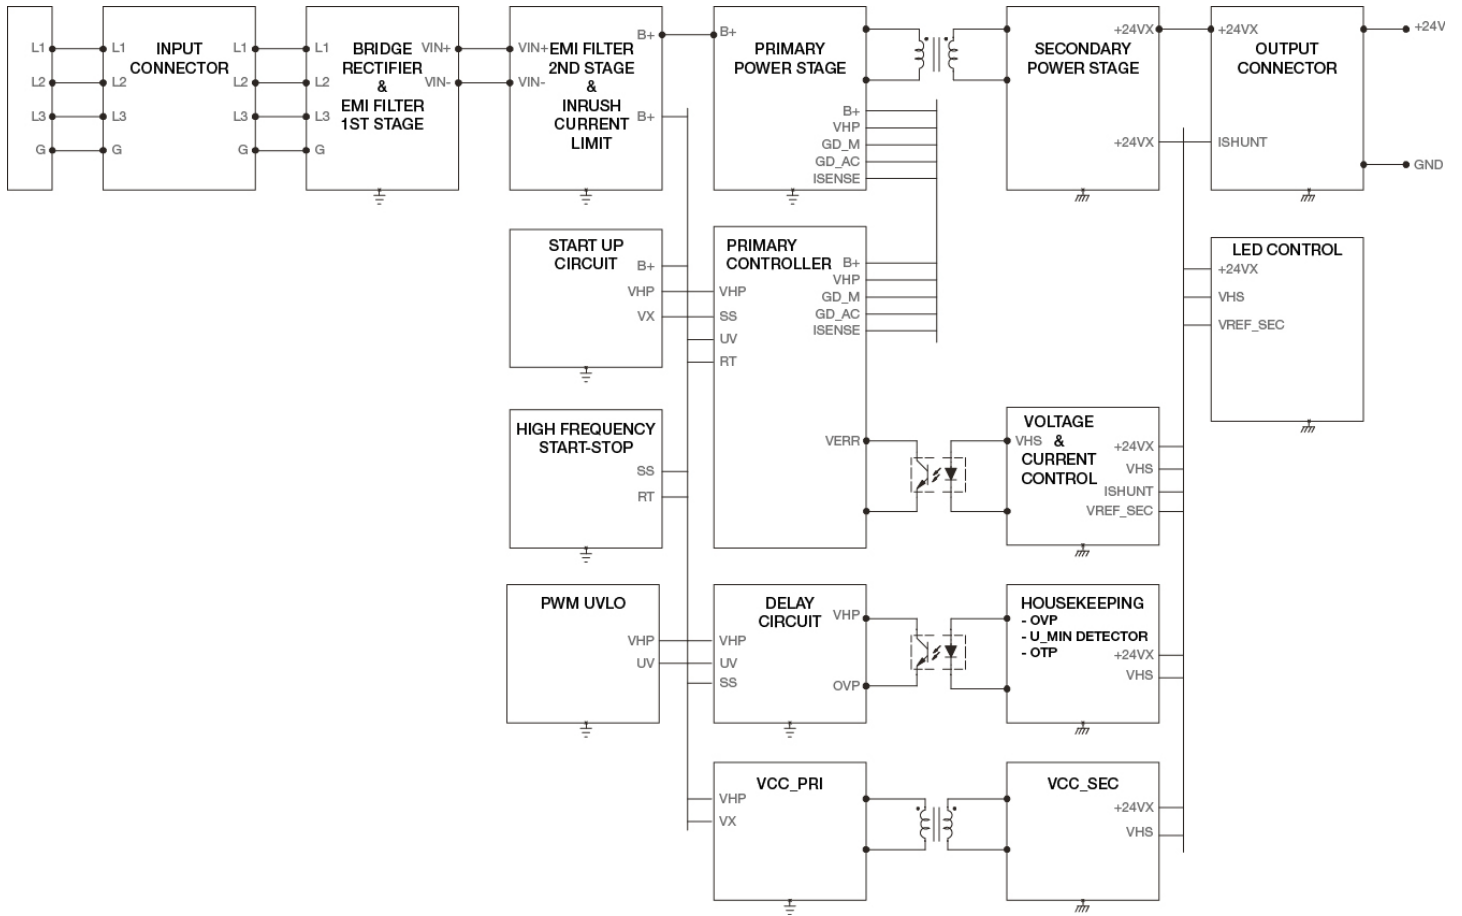 L1
L2
L3
G
INPUT
CONNECTOR
L1
L2
L3
G
L1
L2
L3
G
BRIDGE
RECTIFIER
&
EMI FILTER
1ST STAGE
L1
L2
L3
G
VIN+
VIN-
EMI FILTER
2ND STAGE
&
INRUSH
CURRENT
LIMIT
VIN+
VIN-
B+
B+
PRIMARY
POWER STAGE
B+
B+
VHP
GD_M
GD_AC
ISENSE
SECONDARY
POWER STAGE
+24VX
+24VX
OUTPUT
CONNECTOR
+24VX
ISHUNT
+24V
GND
START UP
CIRCUIT
B+
VHP
VX
PRIMARY
CONTROLLER
VHP
SS
UV
RT
B+
VHP
GD_M
GD_AC
ISENSE
VERR
LED CONTROL
+24VX
VHS
VREF_SEC
HIGH FREQUENCY
START-STOP
SS
RT
VOLTAGE
&
CURRENT
CONTROL
VHS
+24VX
VHS
ISHUNT
VREF_SEC
PWM UVLO
VHP
UV
DELAY
CIRCUIT
VHP
UV
SS
VHP
OVP
HOUSEKEEPING
- OVP
- U_MIN DETECTOR
- OTP
+24VX
VHS
VCC_PRI
VHP
VX
VCC_SEC
+24VX
VHS